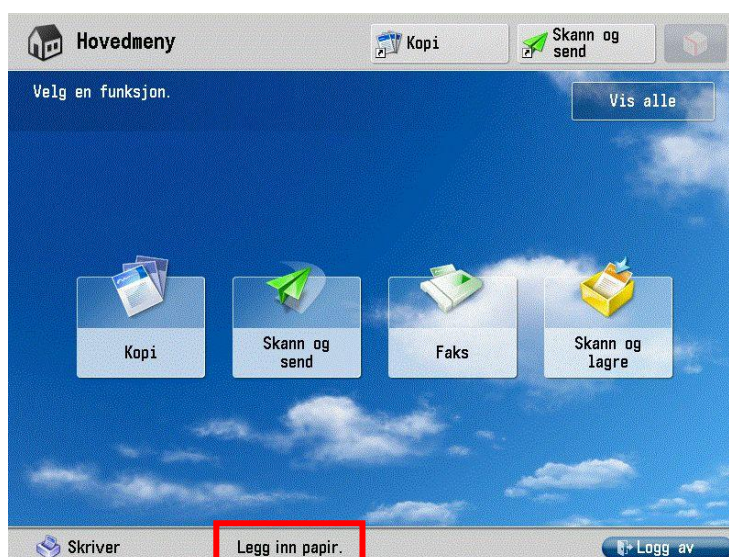 Hovedmeny
Kopi
Skann og
send
Velg en funksjon.
Vis alle
Kopi
Skann og
send
Faks
Skann og
lagre
Skriver
Legg inn papir.
Logg av